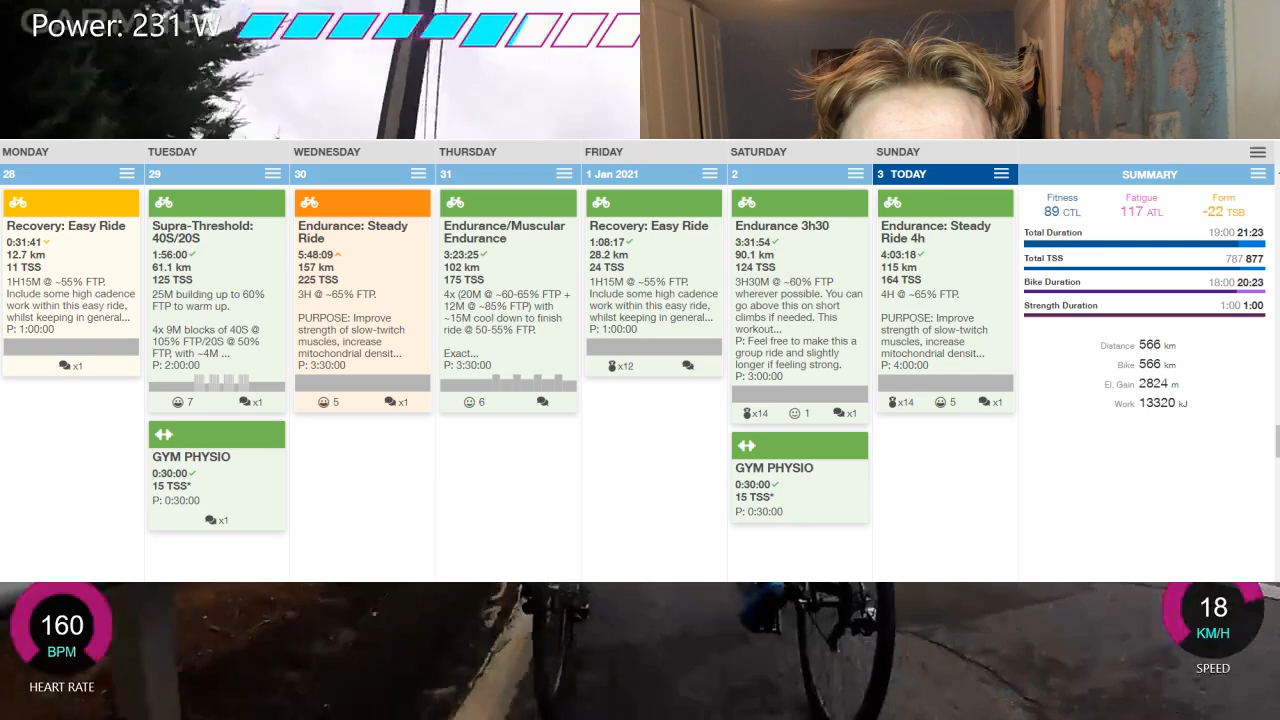 GARMIN
Power: 231 W
MONDAY TUESDAY WEDNESDAY THURSDAY FRIDAY SATURDAY SUNDAY
28 29 30 31 1 Jan 2021 2 3 TODAY SUMMARY
Recovery: Easy Ride
0:31:41
12.7 km
11 TSS
1H15M @ ~55% FTP.
Include some high cadence
work within this easy ride,
whilst keeping in general...
P: 1:00:00
x1
Supra-Threshold:
40S/20S
1:56:00
61.1 km
125 TSS
25M building up to 60%
FTP to warm up.
4x 9M blocks of 40S @
105% FTP/20S @ 50%
FTP, with ~4M ...
P: 2:00:00
7 x1
GYM PHYSIO
0:30:00
15 TSS*
P: 0:30:00
x1
Endurance: Steady
Ride
5:48:09
157 km
225 TSS
3H @ ~65% FTP.
PURPOSE: Improve
strength of slow-twitch
muscles, increase
mitochondrial densit...
P: 3:30:00
5 x1
Endurance/Muscular
Endurance
3:23:25
102 km
175 TSS
4x (20M @ ~60-65% FTP +
12M @ ~85% FTP) with
~15M cool down to finish
ride @ 50-55% FTP.
Exact...
P: 3:30:00
6
Recovery: Easy Ride
1:08:17
28.2 km
24 TSS
1H15M @ ~55% FTP.
Include some high cadence
work within this easy ride,
whilst keeping in general...
P: 1:00:00
x12
Endurance 3h30
3:31:54
90.1 km
124 TSS
3H30M @ ~60% FTP
wherever possible. You can
go above this on short
climbs if needed. This
workout...
P: Feel free to make this a
group ride and slightly
longer if feeling strong.
P: 3:00:00
x14 1 x1
GYM PHYSIO
0:30:00
15 TSS*
P: 0:30:00
Endurance: Steady
Ride 4h
4:03:18
115 km
164 TSS
4H @ ~65% FTP.
PURPOSE: Improve
strength of slow-twitch
muscles, increase
mitochondrial densit...
P: 4:00:00
x14 5 x1
Fitness Fatigue Form
89 CTL 117 ATL -22 TSB
Total Duration 19:00 21:23
Total TSS 787 877
Bike Duration 18:00 20:23
Strength Duration 1:00 1:00
Distance 566 km
Bike 566 km
El. Gain 2824 m
Work 13320 kJ
160
BPM
HEART RATE
18
KM/H
SPEED